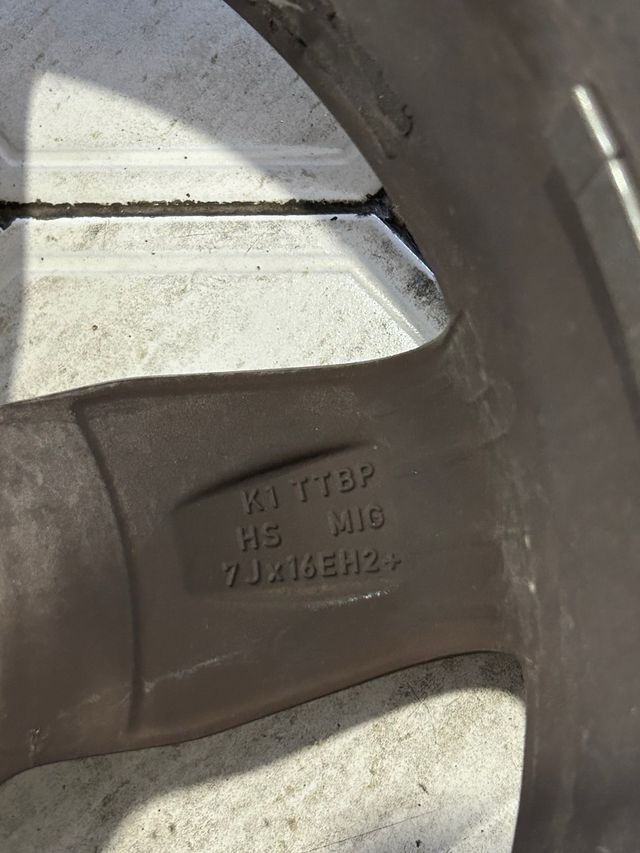 K1 TTBP
HS MIG
7Jx16EH2+